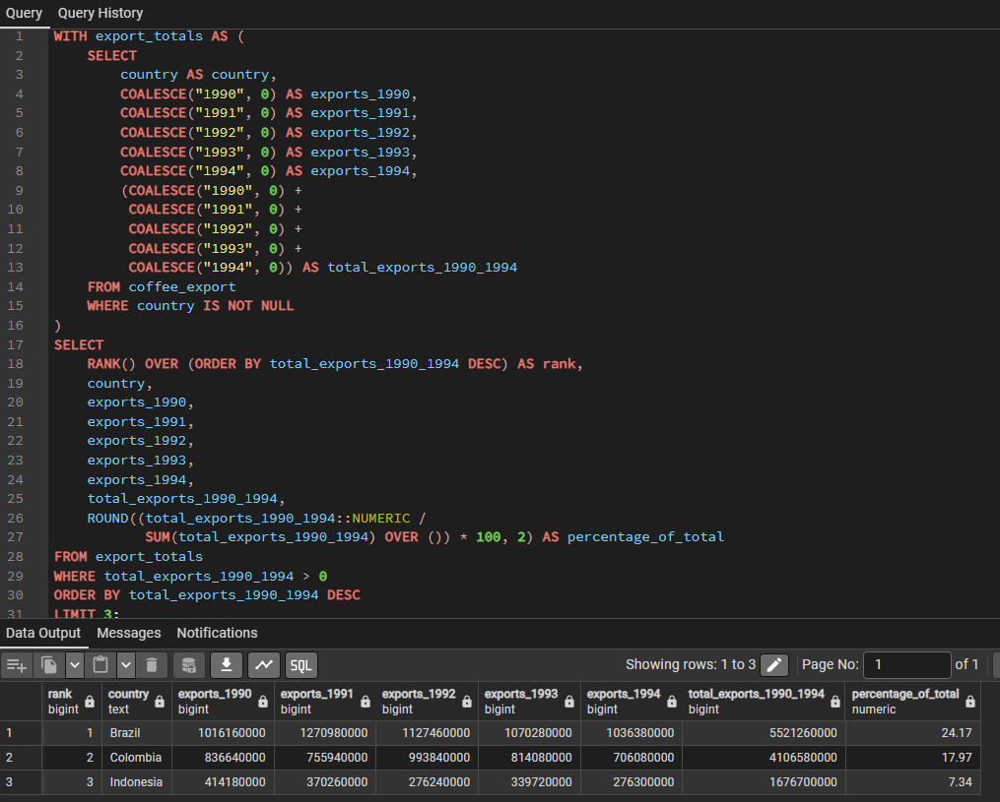 Query Query History
1 WITH export_totals AS (
2 SELECT
3 country AS country,
4 COALESCE("1990", 0) AS exports_1990,
5 COALESCE("1991", 0) AS exports_1991,
6 COALESCE("1992", 0) AS exports_1992,
7 COALESCE("1993", 0) AS exports_1993,
8 COALESCE("1994", 0) AS exports_1994,
9 (COALESCE("1990", 0) +
10 COALESCE("1991", 0) +
11 COALESCE("1992", 0) +
12 COALESCE("1993", 0) +
13 COALESCE("1994", 0)) AS total_exports_1990_1994
14 FROM coffee_export
15 WHERE country IS NOT NULL
16 )
17 SELECT
18 RANK() OVER (ORDER BY total_exports_1990_1994 DESC) AS rank,
19 country,
20 exports_1990,
21 exports_1991,
22 exports_1992,
23 exports_1993,
24 exports_1994,
25 total_exports_1990_1994,
26 ROUND((total_exports_1990_1994::NUMERIC /
27 SUM(total_exports_1990_1994) OVER ()) * 100, 2) AS percentage_of_total
28 FROM export_totals
29 WHERE total_exports_1990_1994 > 0
30 ORDER BY total_exports_1990_1994 DESC
31 LIMIT 3;
Data Output Messages Notifications
SQL Showing rows: 1 to 3 Page No: 1 of 1
rank country exports_1990 exports_1991 exports_1992 exports_1993 exports_1994 total_exports_1990_1994 percentage_of_total
bigint text bigint bigint bigint bigint bigint bigint numeric
1 1 Brazil 1016160000 1270980000 1127460000 1070280000 1036380000 5521260000 24.17
2 2 Colombia 836640000 755940000 993840000 814080000 706080000 4106580000 17.97
3 3 Indonesia 414180000 370260000 276240000 339720000 276300000 1676700000 7.34